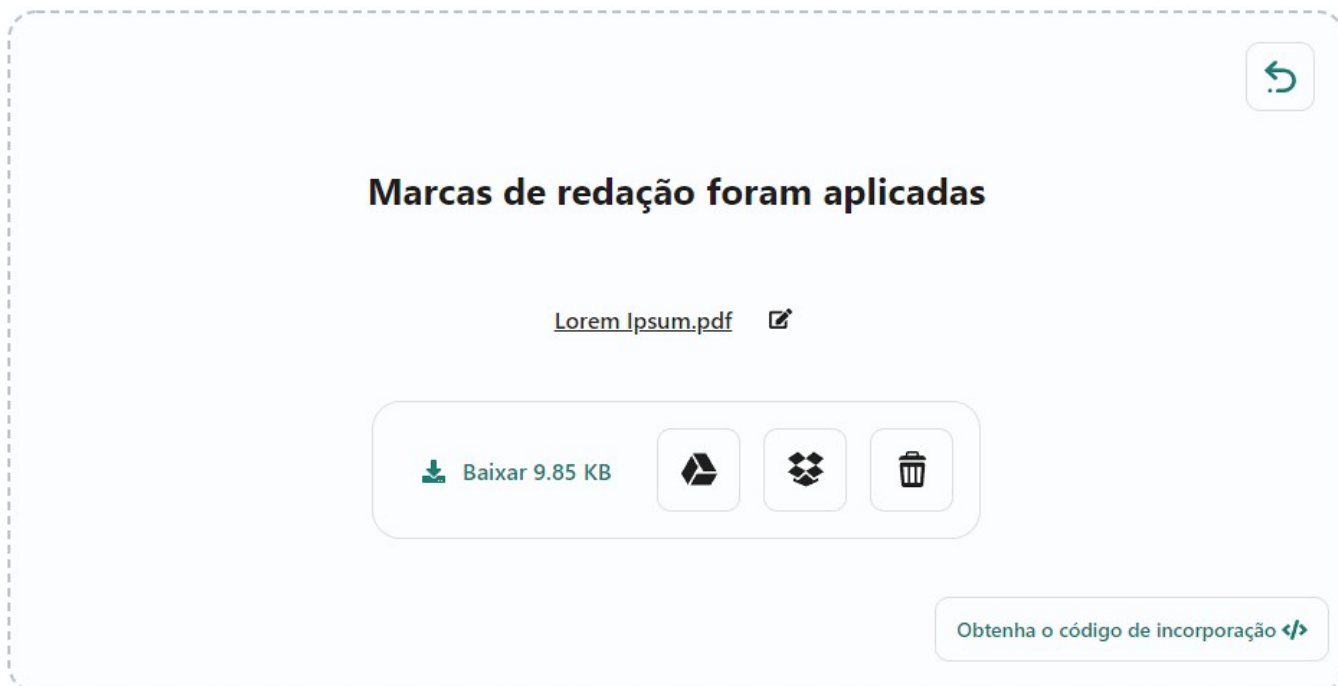 Marcas de redação foram aplicadas
Lorem Ipsum.pdf
Baixar 9.85 KB
Obtenha o código de incorporação </>